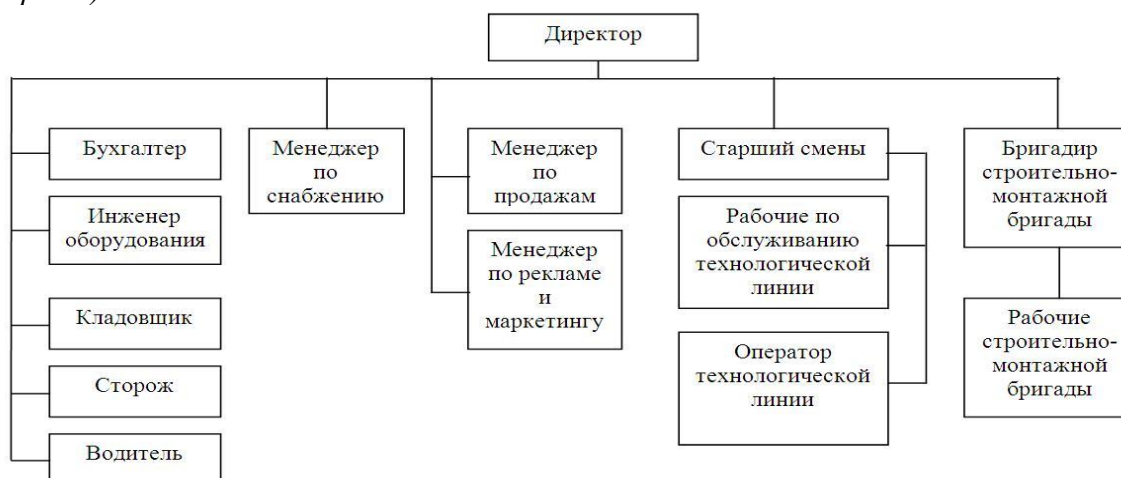 Директор
Бухгалтер
Инженер
оборудования
Кладовщик
Сторож
Водитель
Менеджер
по
снабжению
Менеджер
по
продажам
Менеджер
по рекламе
и
маркетингу
Старший смены
Рабочие по
обслуживанию
технологической
линии
Оператор
технологической
линии
Бригадир
строительно-
монтажной
бригады
Рабочие
строительно-
монтажной
бригады